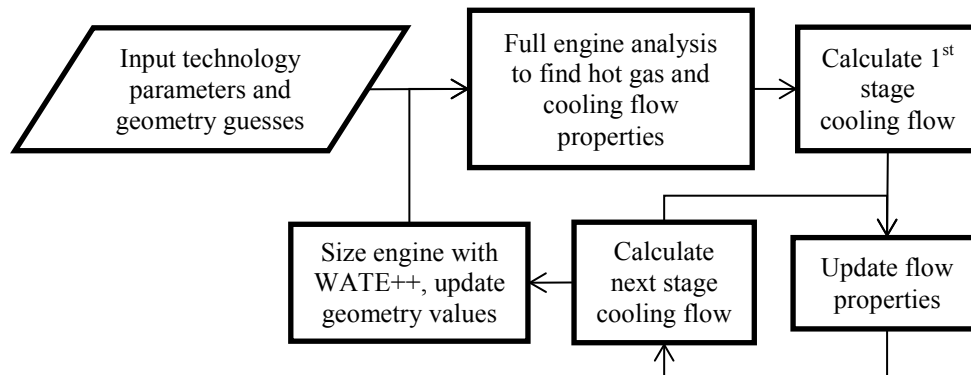 Input technology
parameters and
geometry guesses
Full engine analysis
to find hot gas and
cooling flow
properties
Calculate 1st
stage
cooling flow
Size engine with
WATE++, update
geometry values
Calculate
next stage
cooling flow
Update flow
properties